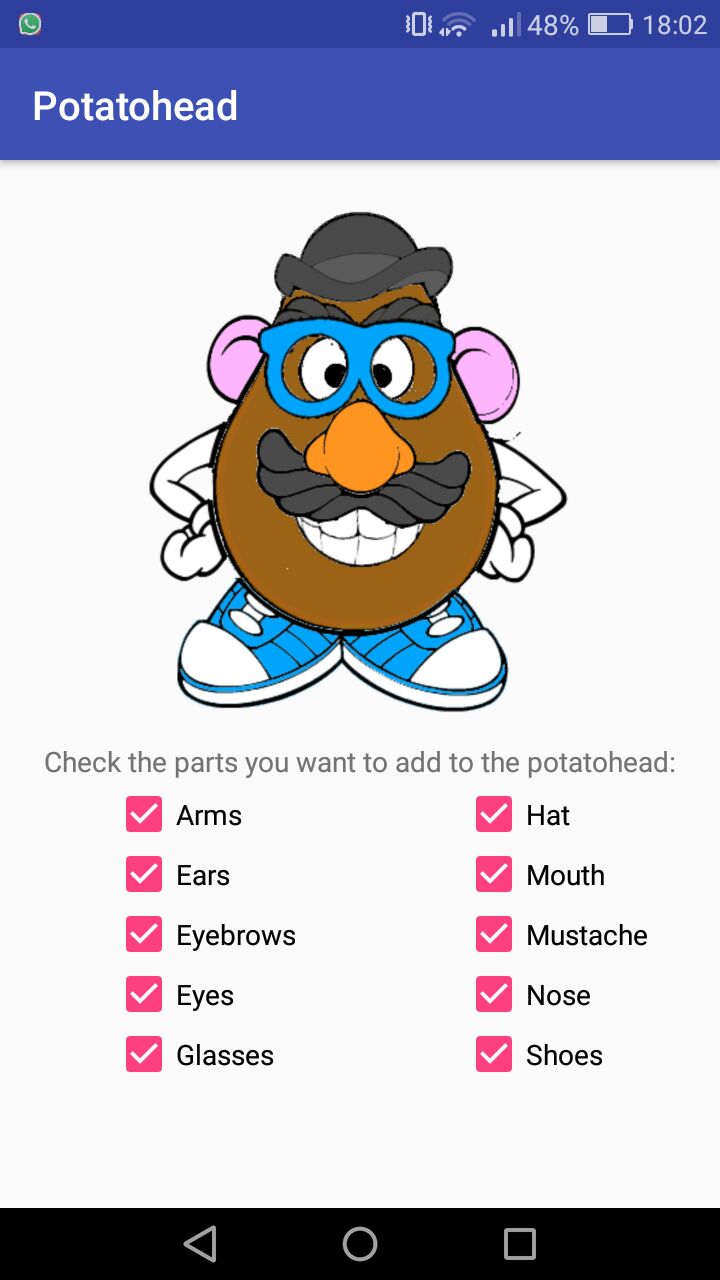 48% 18:02
Potatohead
Check the parts you want to add to the potatohead:
Arms
Hat
Ears
Mouth
Eyebrows
Mustache
Eyes
Nose
Glasses
Shoes